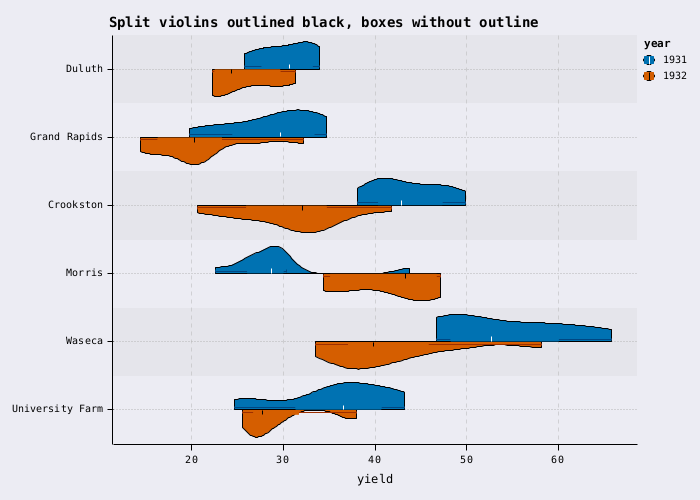 Split violins outlined black, boxes without outline
year
1931
1932
Duluth
Grand Rapids
Crookston
Morris
Waseca
University Farm
20 30 40 50 60
yield